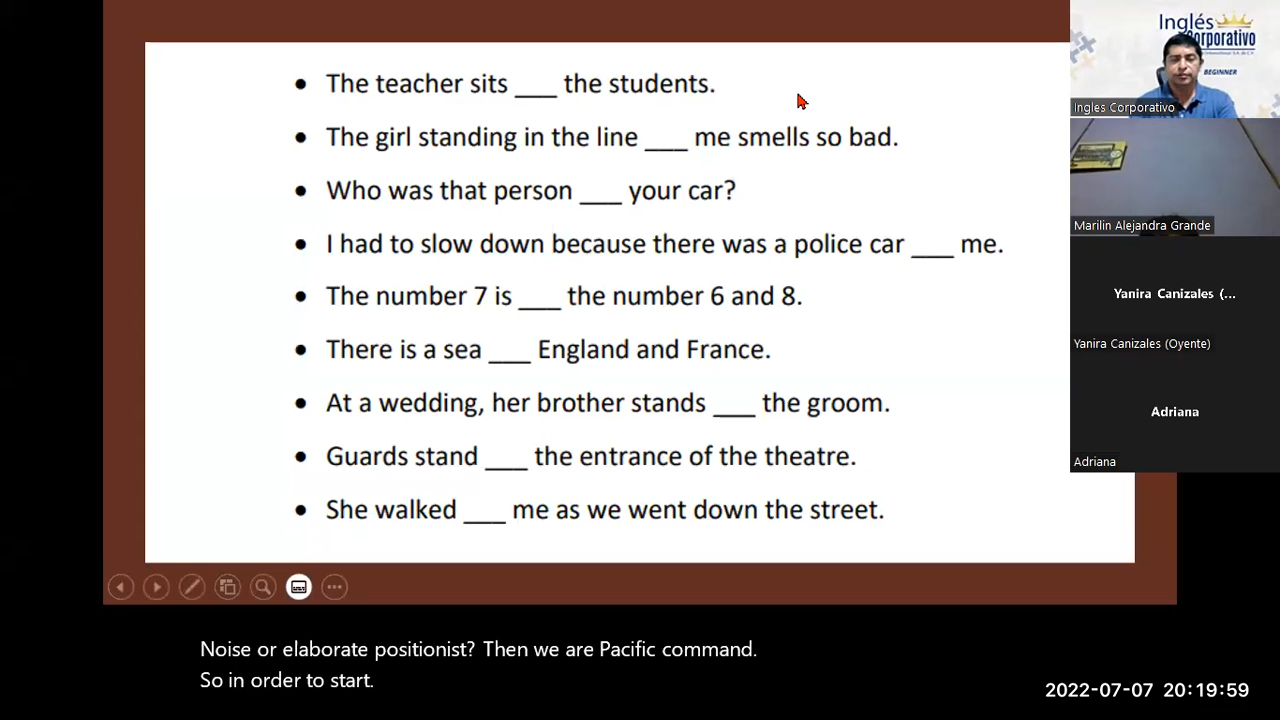 • The teacher sits ___ the students.
• The girl standing in the line ___ me smells so bad.
• Who was that person ___ your car?
• I had to slow down because there was a police car ___ me.
• The number 7 is ___ the number 6 and 8.
• There is a sea ___ England and France.
• At a wedding, her brother stands ___ the groom.
• Guards stand ___ the entrance of the theatre.
• She walked ___ me as we went down the street.
Inglés
Corporativo
BEGINNER
Ingles Corporativo
Marilin Alejandra Grande
Yanira Canizales (...
Yanira Canizales (Oyente)
Adriana
Adriana
Noise or elaborate positionist? Then we are Pacific command.
So in order to start.
2022-07-07 20:19:59